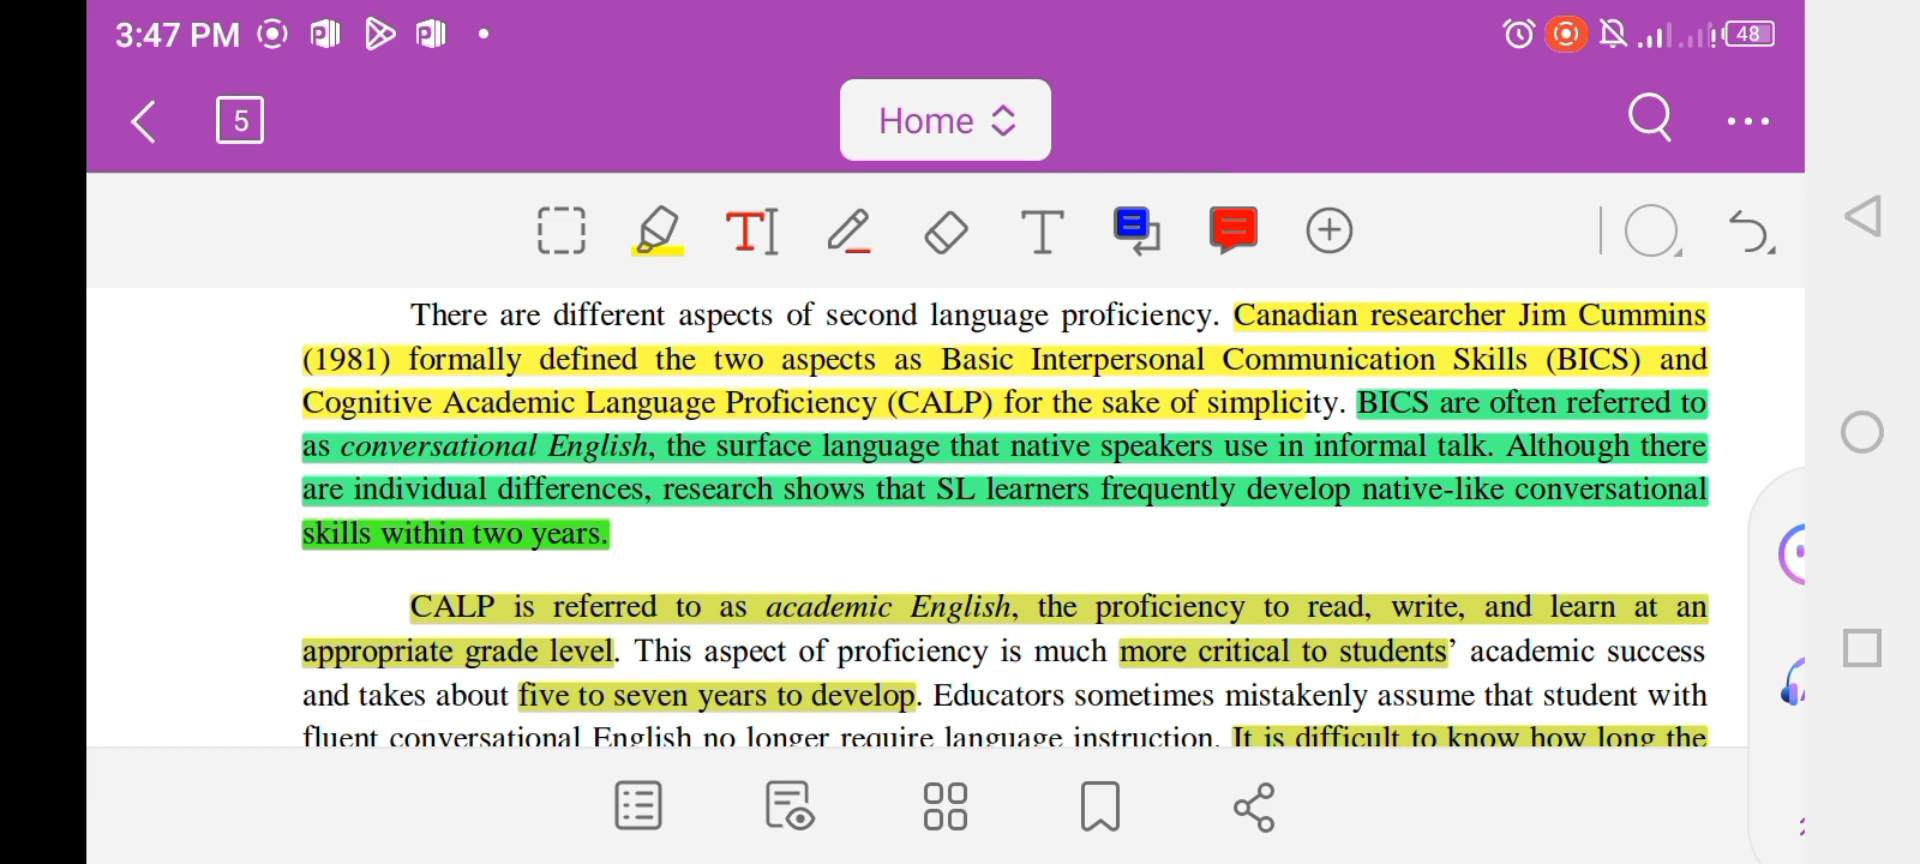 3:47 PM
48
5
Home
There are different aspects of second language proficiency. Canadian researcher Jim Cummins
(1981) formally defined the two aspects as Basic Interpersonal Communication Skills (BICS) and
Cognitive Academic Language Proficiency (CALP) for the sake of simplicity. BICS are often referred to
as conversational English, the surface language that native speakers use in informal talk. Although there
are individual differences, research shows that SL learners frequently develop native-like conversational
skills within two years.
CALP is referred to as academic English, the proficiency to read, write, and learn at an
appropriate grade level. This aspect of proficiency is much more critical to students’ academic success
and takes about five to seven years to develop. Educators sometimes mistakenly assume that student with
fluent conversational English no longer require language instruction. It is difficult to know how long the